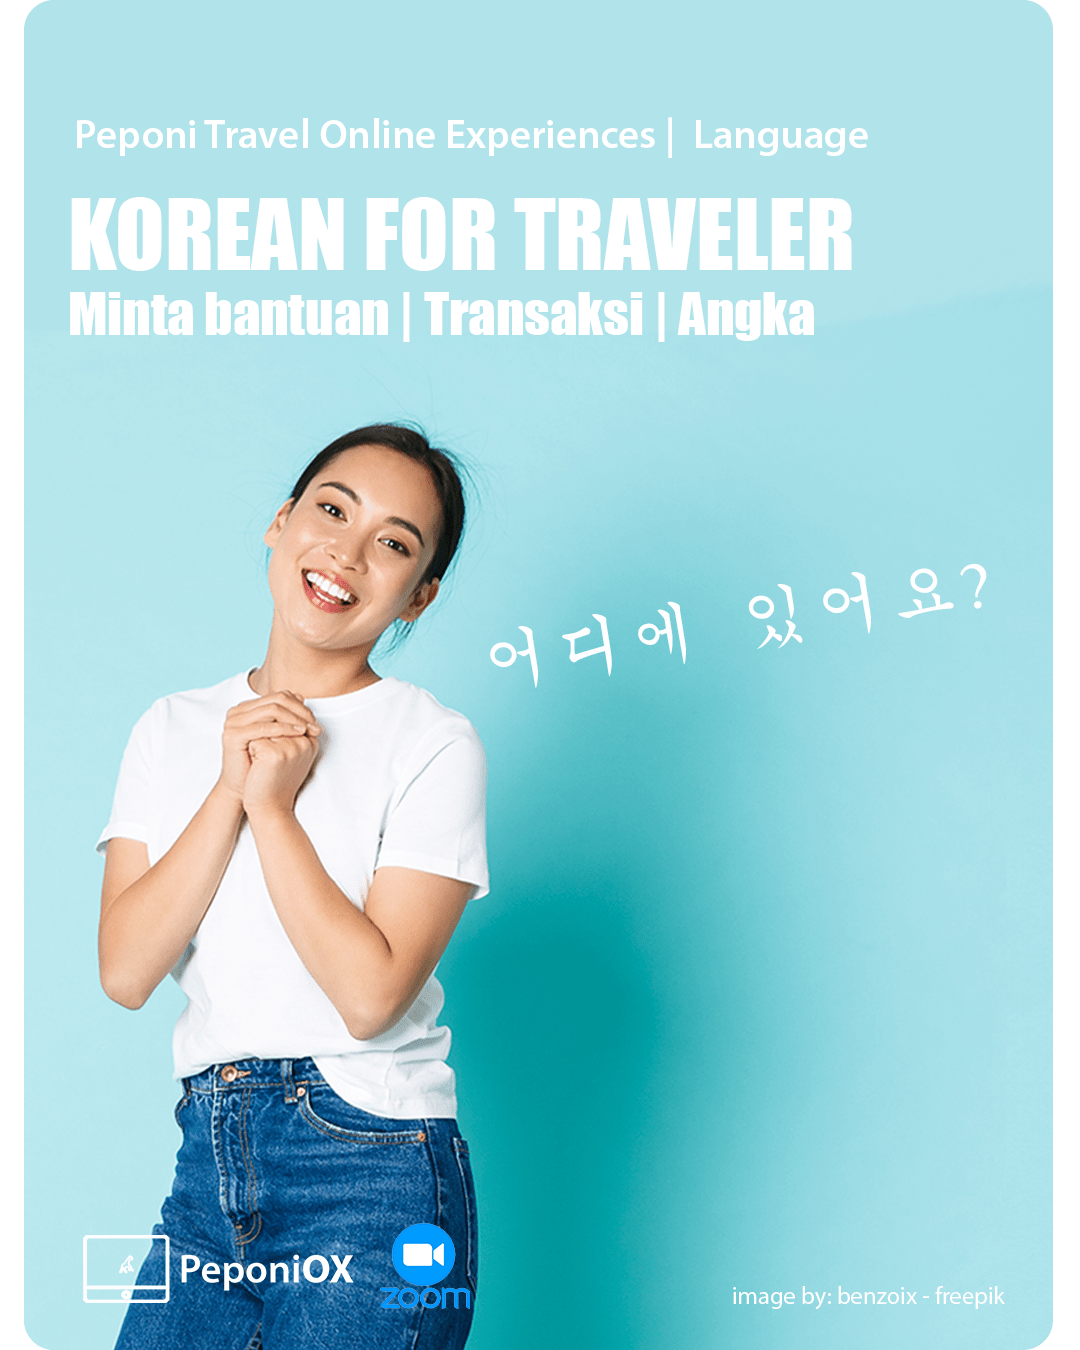 Peponi Travel Online Experiences | Language
KOREAN FOR TRAVELER
Minta bantuan | Transaksi | Angka
어디에 있어요?
PeponiOX
zoom
image by: benzoix - freepik